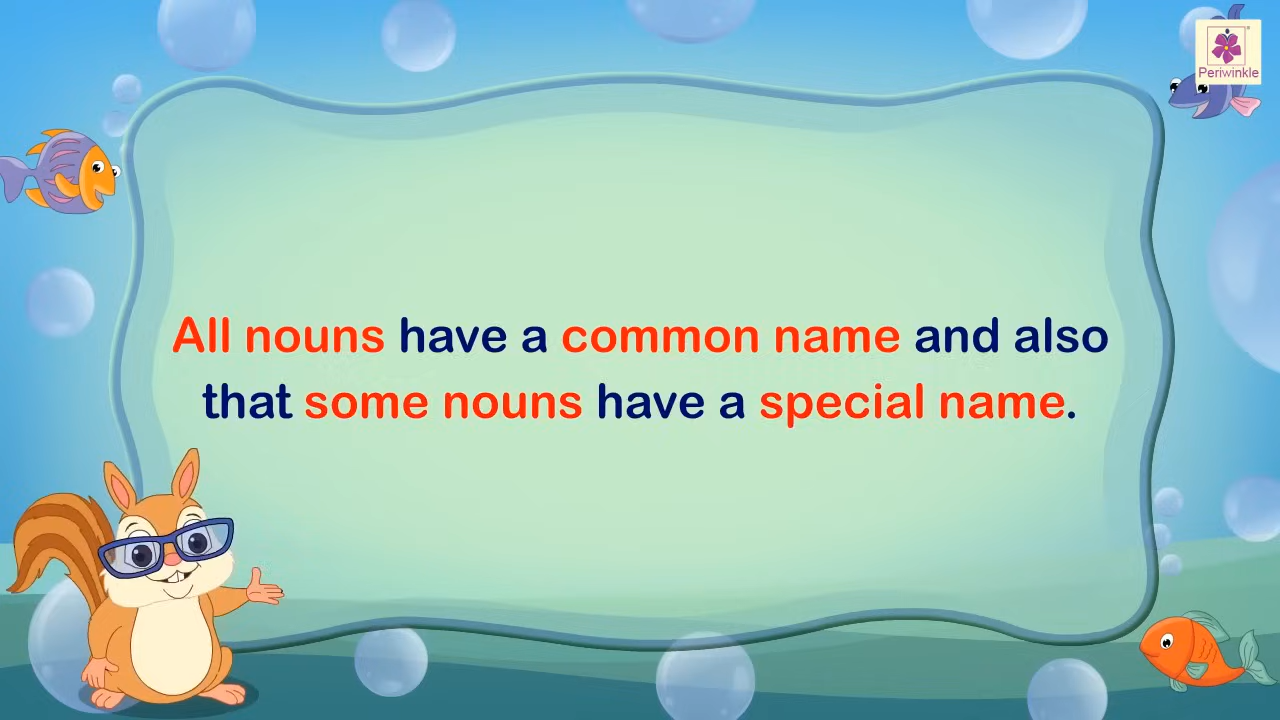 Periwinkle
All nouns have a common name and also
that some nouns have a special name.